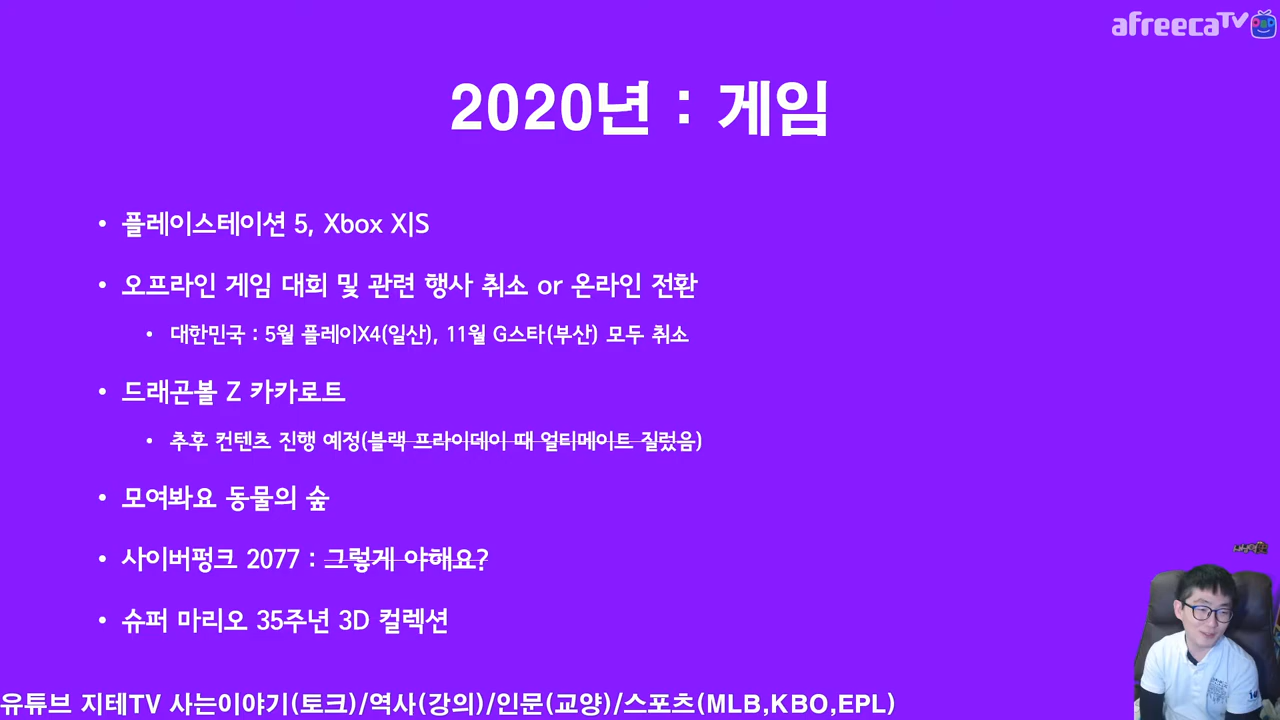 afreecaTV
2020년 : 게임
• 플레이스테이션 5, Xbox X|S
• 오프라인 게임 대회 및 관련 행사 취소 or 온라인 전환
• 대한민국 : 5월 플레이X4(일산), 11월 G스타(부산) 모두 취소
• 드래곤볼 Z 카카로트
• 추후 컨텐츠 진행 예정(블랙 프라이데이 때 얼티메이트 질렀음)
• 모여봐요 동물의 숲
• 사이버펑크 2077 : 그렇게 야해요?
• 슈퍼 마리오 35주년 3D 컬렉션
유튜브 지테TV 사는이야기(토크)/역사(강의)/인문(교양)/스포츠(MLB,KBO,EPL)